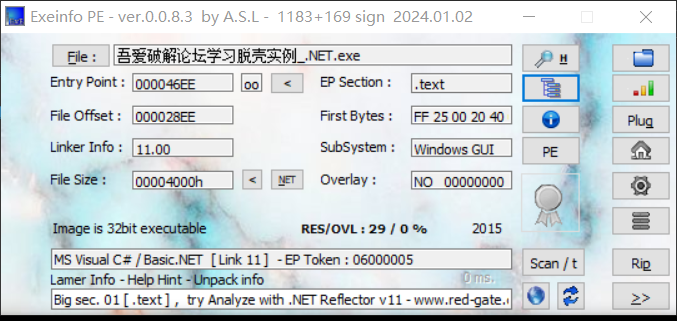 Exeinfo PE - ver.0.0.8.3 by A.S.L - 1183+169 sign 2024.01.02
File : 吾爱破解论坛学习脱壳实例_.NET.exe H
Entry Point : 000046EE oo < EP Section : .text
File Offset : 000028EE First Bytes : FF 25 00 20 40 Plug
Linker Info : 11.00 SubSystem : Windows GUI PE
File Size : 00004000h < NET Overlay : NO 00000000
Image is 32bit executable RES/OVL : 29 / 0 % 2015
MS Visual C# / Basic.NET [ Link 11 ] - EP Token : 06000005 Scan / t Rip
Lamer Info - Help Hint - Unpack info 0 ms.
Big sec. 01 [ .text ] , try Analyze with .NET Reflector v11 - www.red-gate.c >>